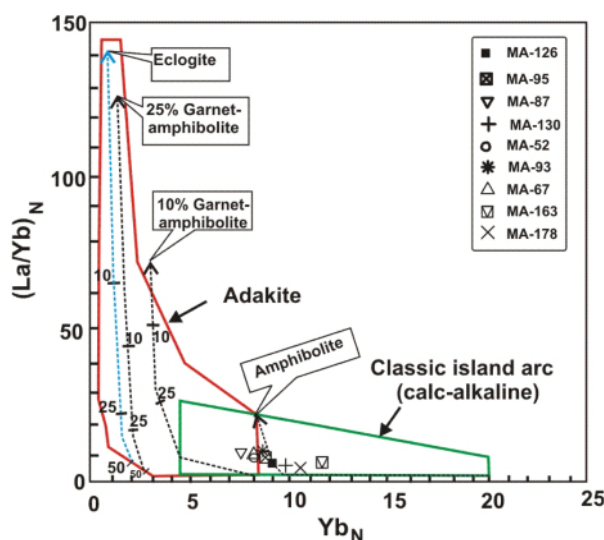 150
100
50
0
(La/Yb)N
Eclogite
25% Garnet-
amphibolite
10% Garnet-
amphibolite
Adakite
Amphibolite
Classic island arc
(calc-alkaline)
MA-126
MA-95
MA-87
MA-130
MA-52
MA-93
MA-67
MA-163
MA-178
10
10
10
25
25
25
50
50
0
5
10
15
20
25
YbN